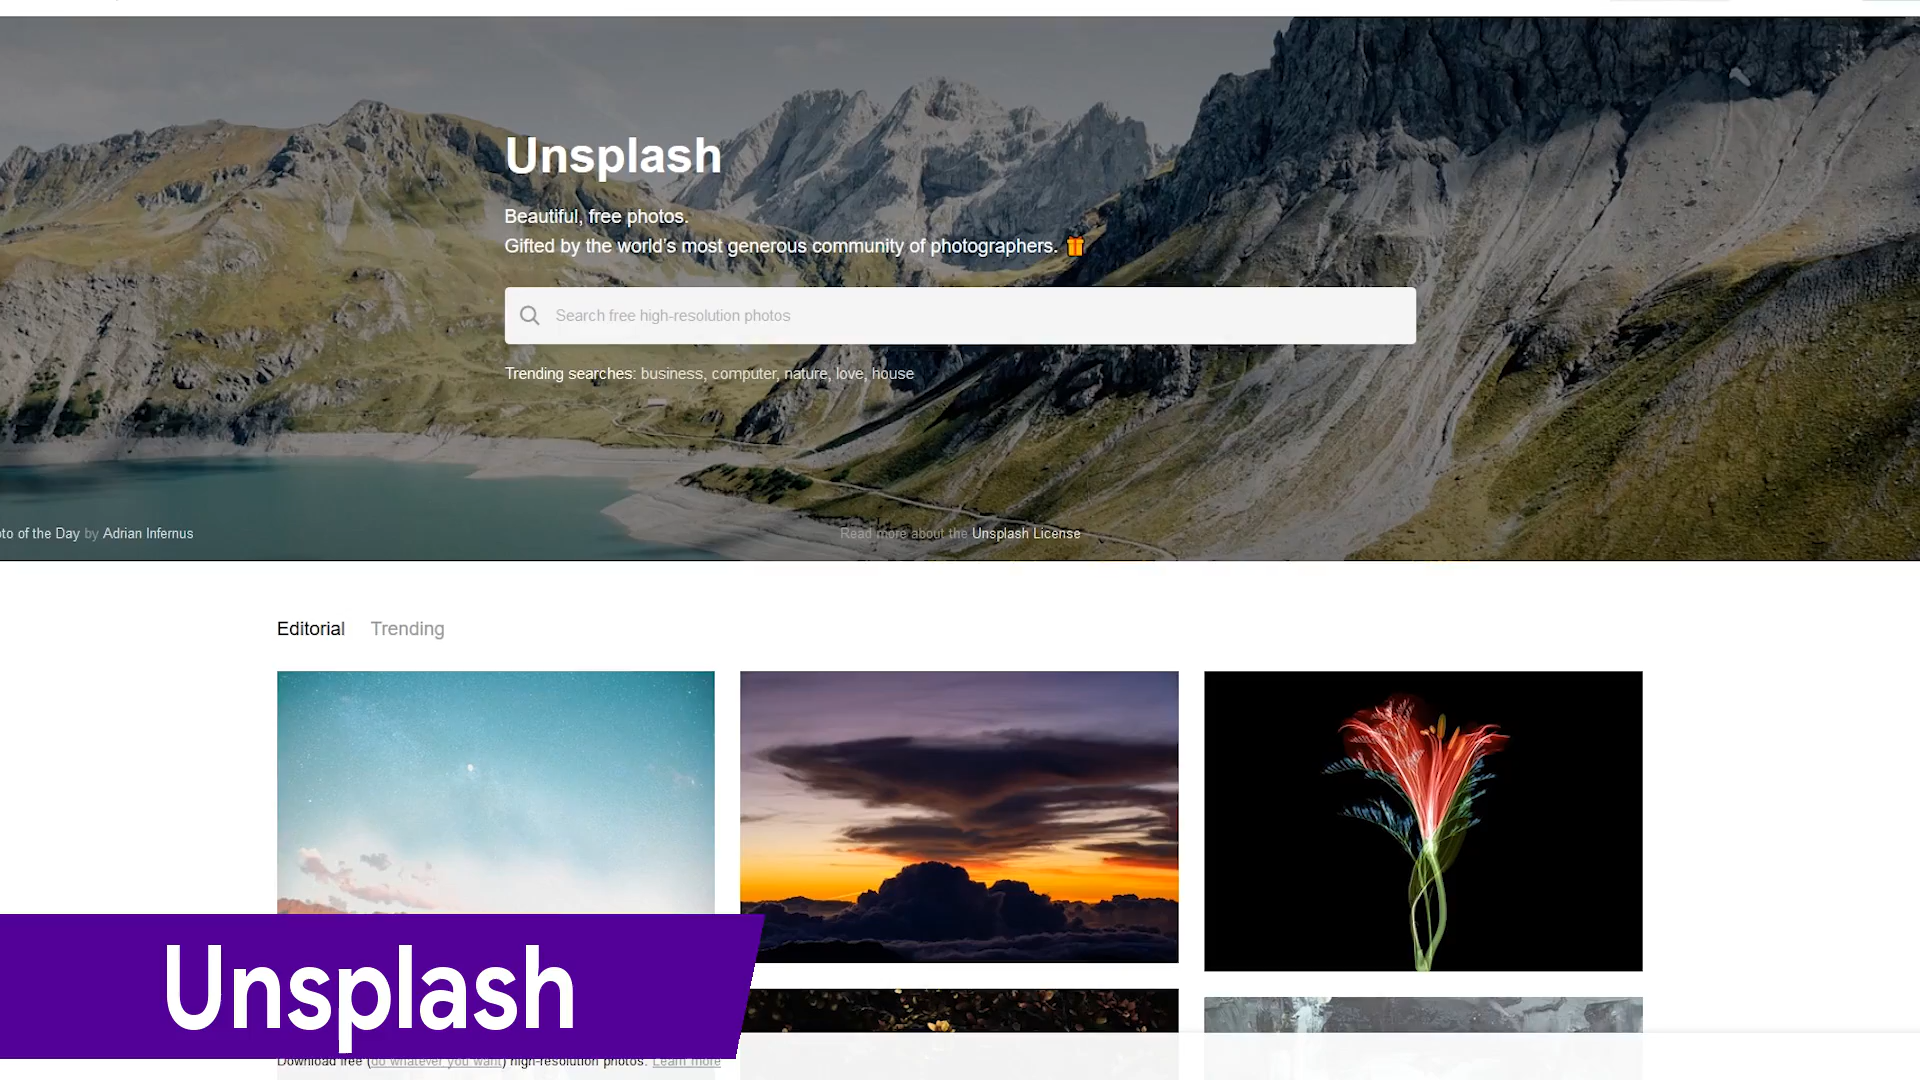 Unsplash
Beautiful, free photos.
Gifted by the world's most generous community of photographers. 🎁
Search free high-resolution photos
Trending searches: business, computer, nature, love, house
of the Day by Adrian Infernus
Read more about the Unsplash License
Editorial Trending
Unsplash
Download free (do whatever you want) high-resolution photos. Learn more